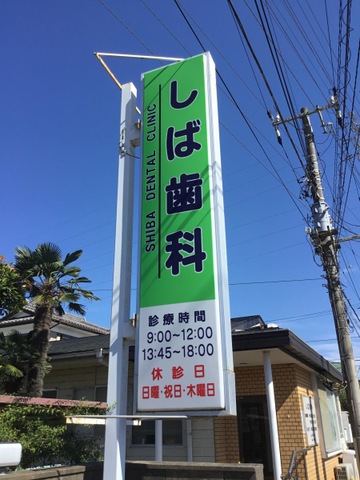 しば歯科
SHIBA DENTAL CLINIC
診療時間
9:00~12:00
13:45~18:00
休診日
日曜・祝日・木曜日